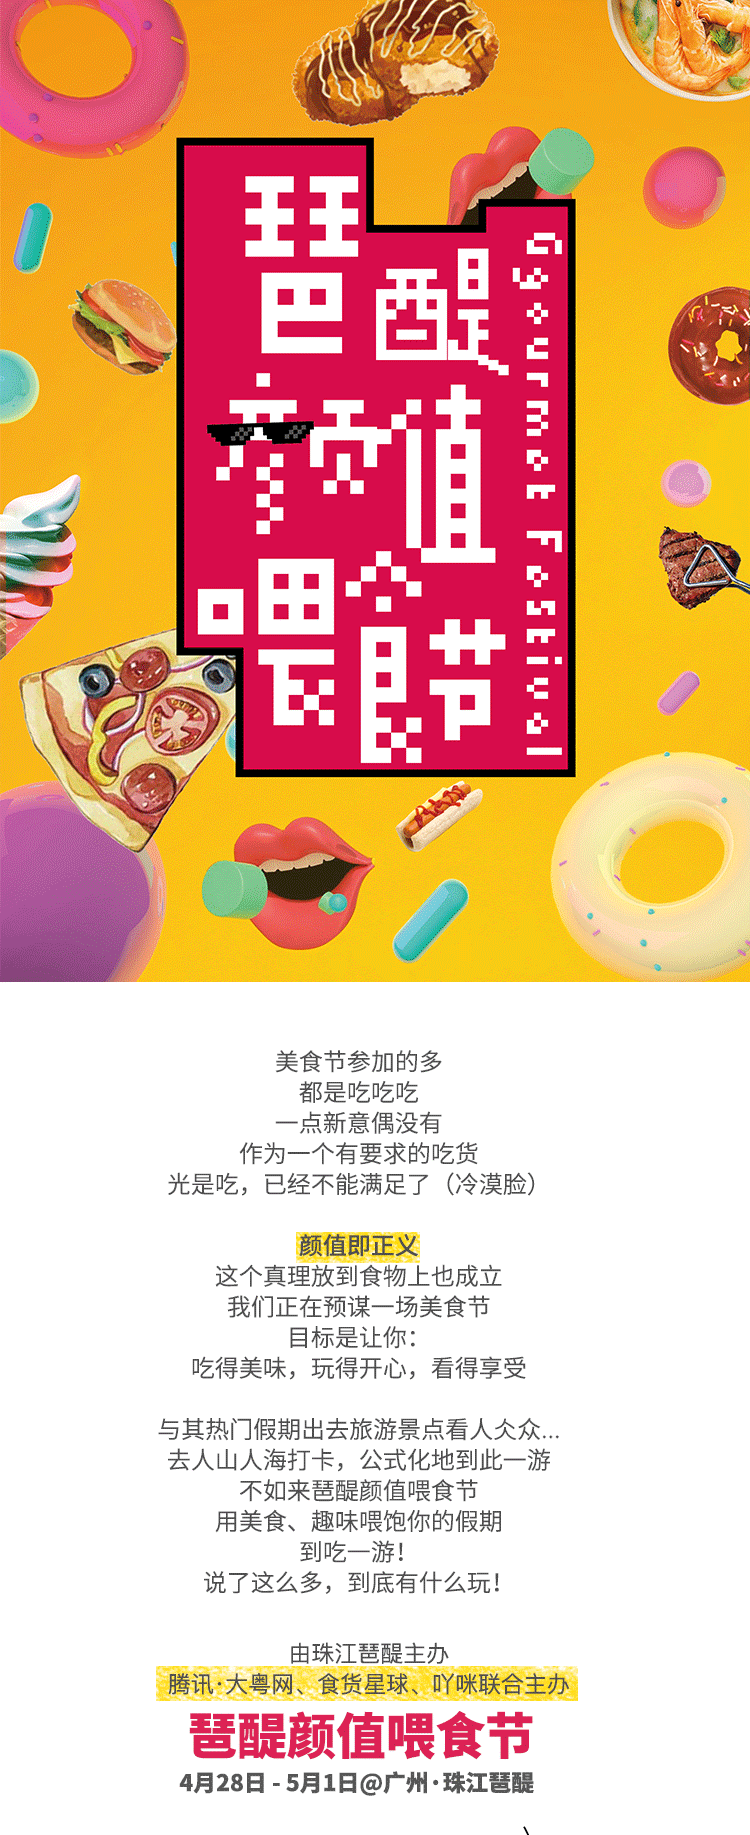 琶醍
颜值
喂食节
Gourmet Festival
美食节参加的多
都是吃吃吃
一点新意偶没有
作为一个有要求的吃货
光是吃，已经不能满足了（冷漠脸）
颜值即正义
这个真理放到食物上也成立
我们正在预谋一场美食节
目标是让你：
吃得美味，玩得开心，看得享受
与其热门假期出去旅游景点看人仌众...
去人山人海打卡，公式化地到此一游
不如来琶醍颜值喂食节
用美食、趣味喂饱你的假期
到吃一游！
说了这么多，到底有什么玩！
由珠江琶醍主办
腾讯·大粤网、食货星球、吖咪联合主办
琶醍颜值喂食节
4月28日 - 5月1日@广州·珠江琶醍